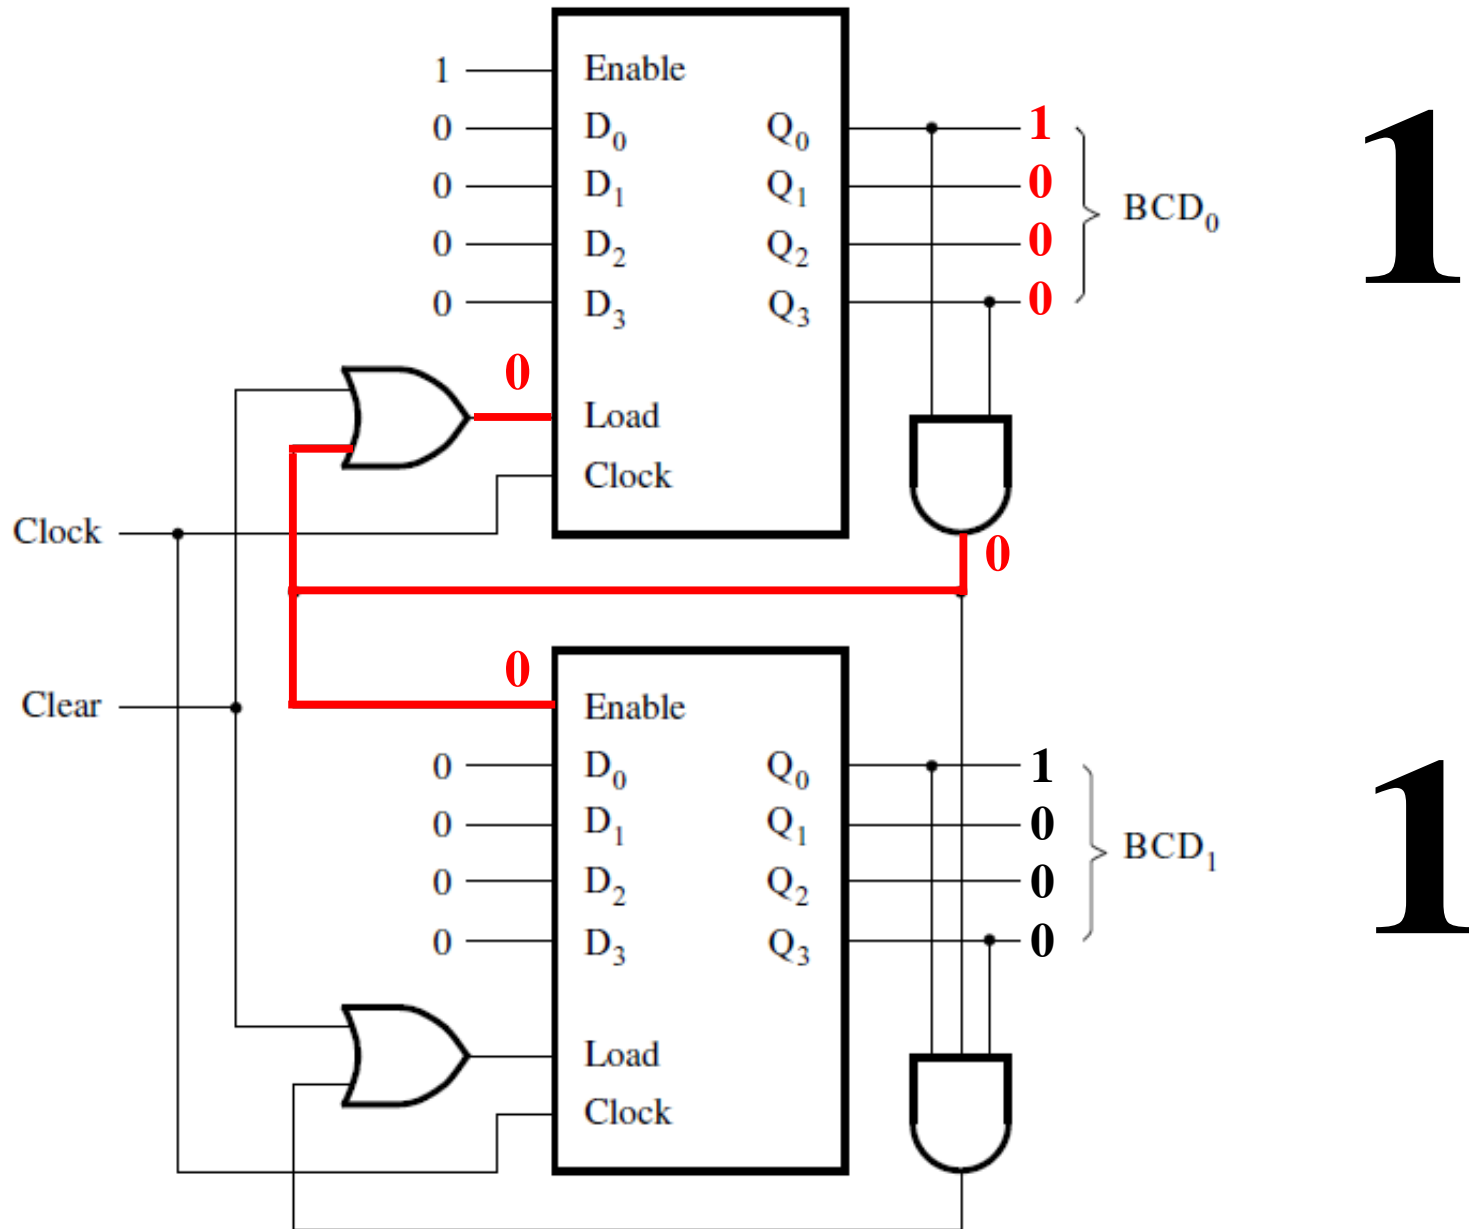 1 Enable
0 D0 Q0 1
0 D1 Q1 0 BCD0 1
0 D2 Q2 0
0 D3 Q3 0
0
Load
Clock
Clock
0
0
Clear Enable
0 D0 Q0 1
0 D1 Q1 0 BCD1 1
0 D2 Q2 0
0 D3 Q3 0
Load
Clock